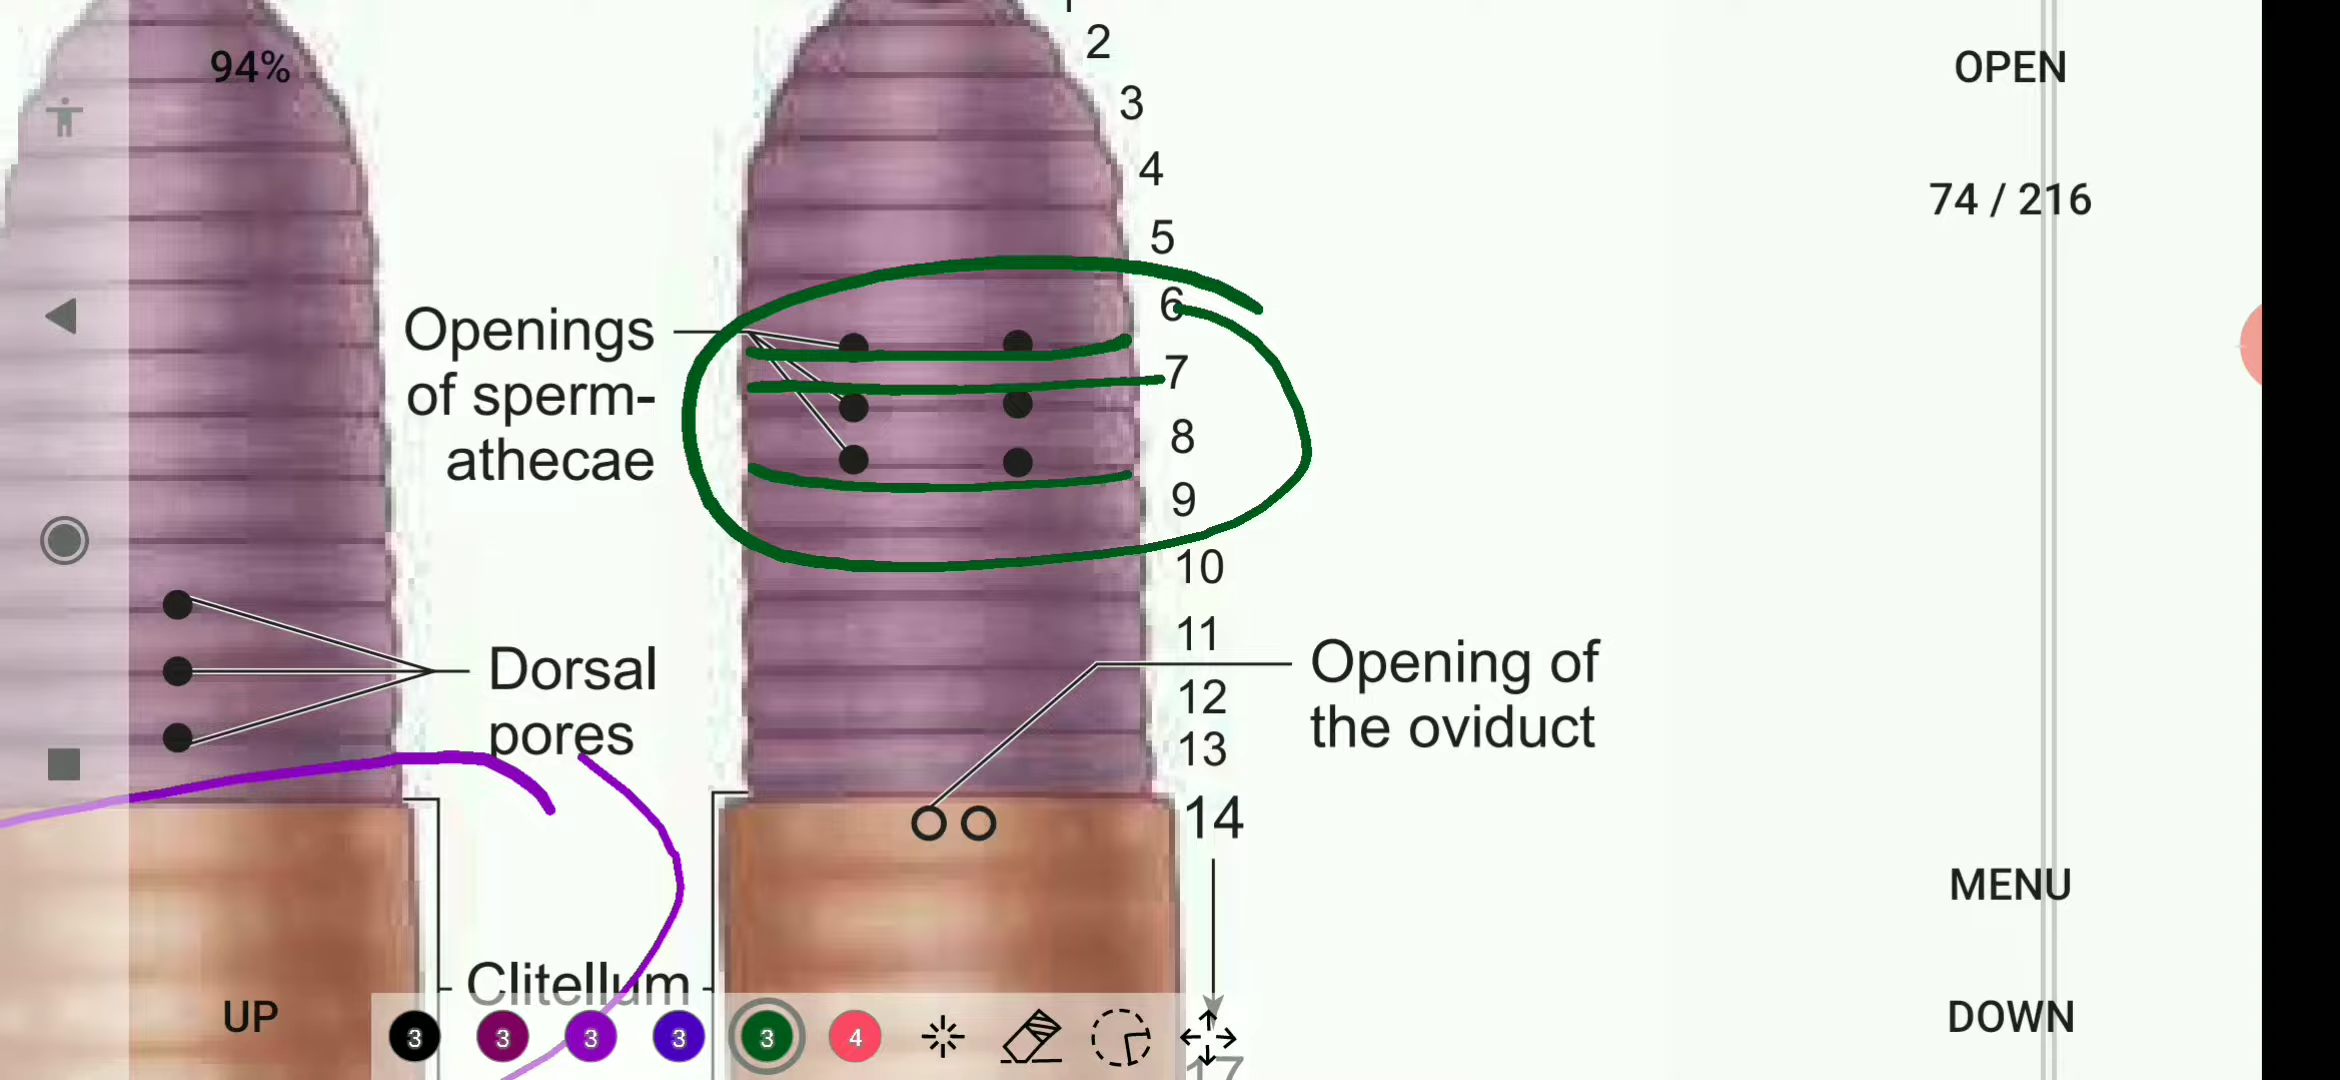 94%
OPEN
74 / 216
2
3
4
5
6
7
8
9
10
11
12
13
14
17
Openings
of sperm-
athecae
Dorsal
pores
Opening of
the oviduct
Clitellum
MENU
UP
DOWN
3
3
3
3
3
4